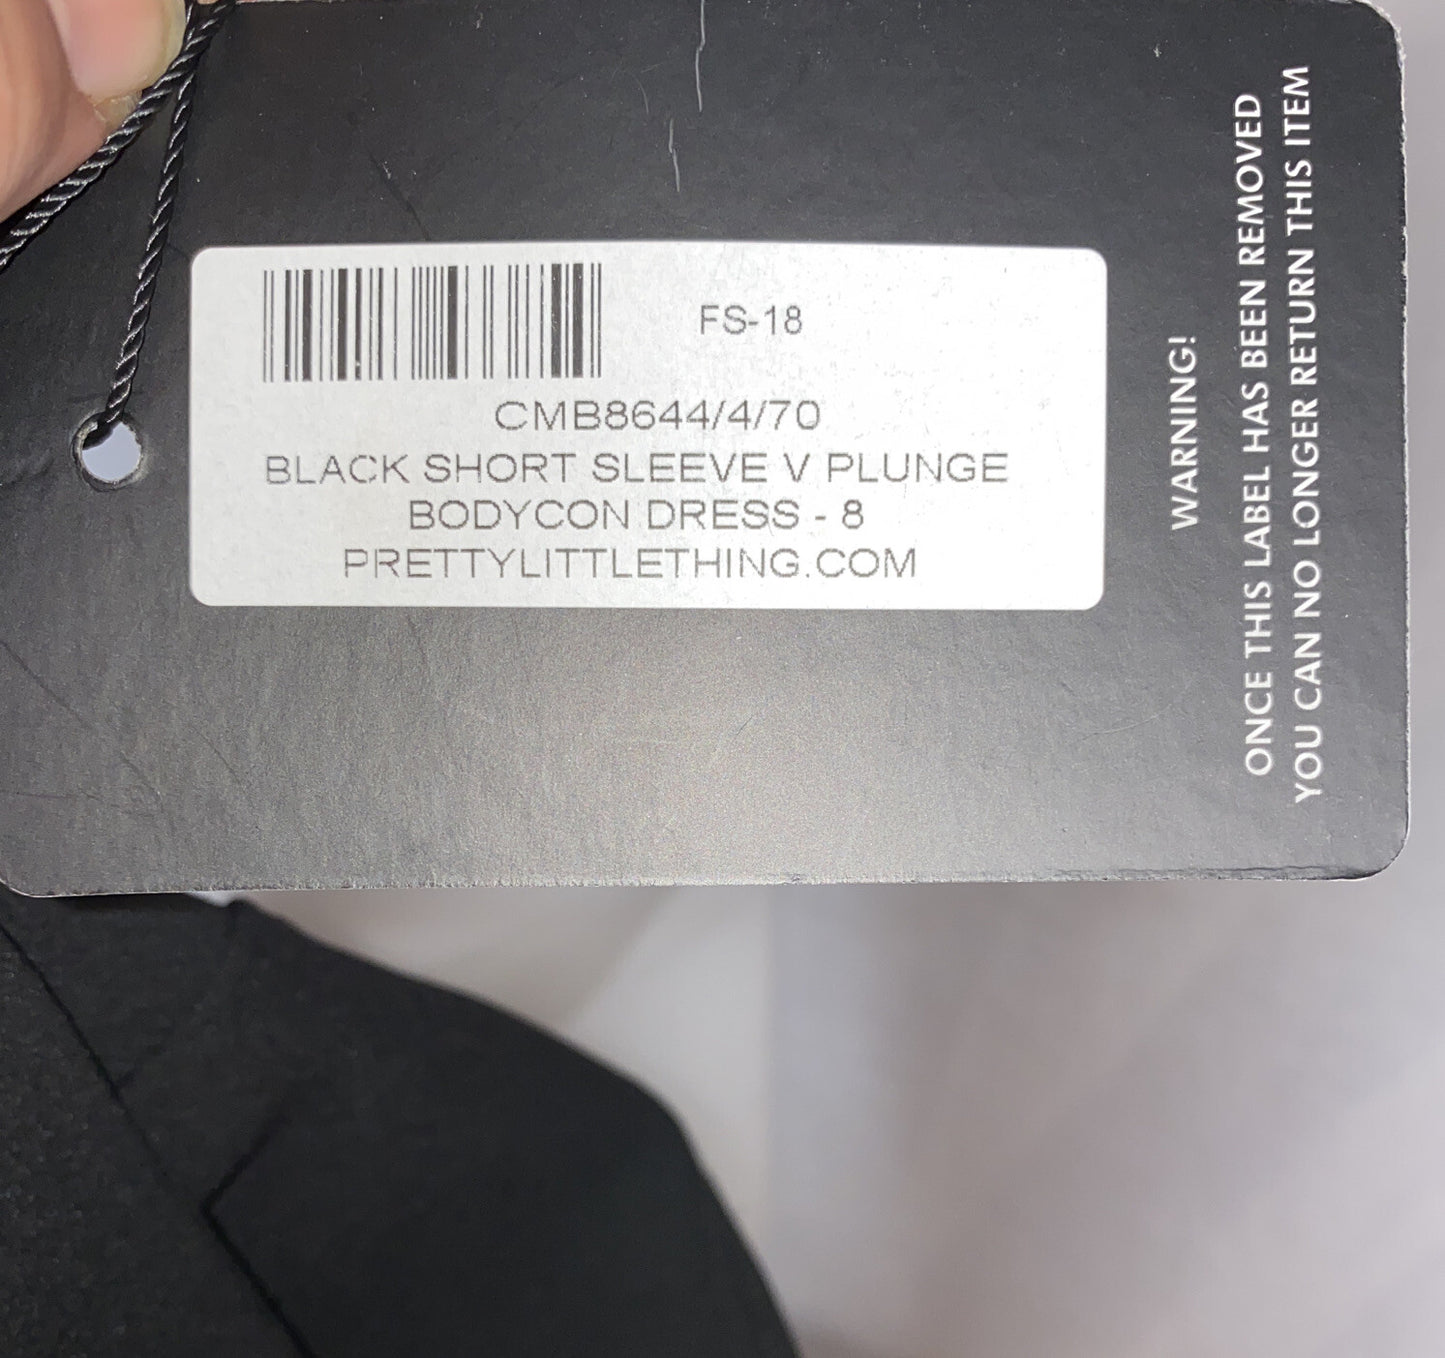 FS-18
CMB8644/4/70
BLACK SHORT SLEEVE V PLUNGE
BODYCON DRESS - 8
PRETTYLITTLETHING.COM
WARNING!
ONCE THIS LABEL HAS BEEN REMOVED
YOU CAN NO LONGER RETURN THIS ITEM